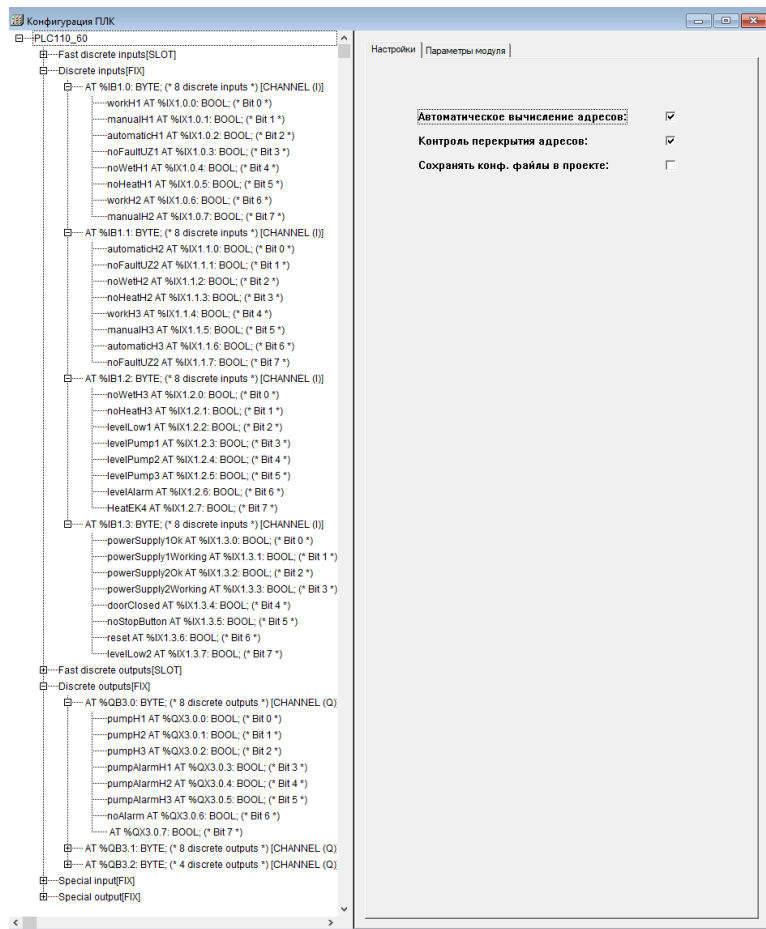 Конфигурация ПЛК
PLC110_60
Fast discrete inputs[SLOT]
Discrete inputs[FIX]
AT %IB1.0: BYTE; (* 8 discrete inputs *) [CHANNEL (I)]
workH1 AT %IX1.0.0: BOOL; (* Bit 0 *)
manualH1 AT %IX1.0.1: BOOL; (* Bit 1 *)
automaticH1 AT %IX1.0.2: BOOL; (* Bit 2 *)
noFaultUZ1 AT %IX1.0.3: BOOL; (* Bit 3 *)
noWetH1 AT %IX1.0.4: BOOL; (* Bit 4 *)
noHeatH1 AT %IX1.0.5: BOOL; (* Bit 5 *)
workH2 AT %IX1.0.6: BOOL; (* Bit 6 *)
manualH2 AT %IX1.0.7: BOOL; (* Bit 7 *)
AT %IB1.1: BYTE; (* 8 discrete inputs *) [CHANNEL (I)]
automaticH2 AT %IX1.1.0: BOOL; (* Bit 0 *)
noFaultUZ2 AT %IX1.1.1: BOOL; (* Bit 1 *)
noWetH2 AT %IX1.1.2: BOOL; (* Bit 2 *)
noHeatH2 AT %IX1.1.3: BOOL; (* Bit 3 *)
workH3 AT %IX1.1.4: BOOL; (* Bit 4 *)
manualH3 AT %IX1.1.5: BOOL; (* Bit 5 *)
automaticH3 AT %IX1.1.6: BOOL; (* Bit 6 *)
noFaultUZ2 AT %IX1.1.7: BOOL; (* Bit 7 *)
AT %IB1.2: BYTE; (* 8 discrete inputs *) [CHANNEL (I)]
noWetH3 AT %IX1.2.0: BOOL; (* Bit 0 *)
noHeatH3 AT %IX1.2.1: BOOL; (* Bit 1 *)
levelLow1 AT %IX1.2.2: BOOL; (* Bit 2 *)
levelPump1 AT %IX1.2.3: BOOL; (* Bit 3 *)
levelPump2 AT %IX1.2.4: BOOL; (* Bit 4 *)
levelPump3 AT %IX1.2.5: BOOL; (* Bit 5 *)
levelAlarm AT %IX1.2.6: BOOL; (* Bit 6 *)
HeatEK4 AT %IX1.2.7: BOOL; (* Bit 7 *)
AT %IB1.3: BYTE; (* 8 discrete inputs *) [CHANNEL (I)]
powerSupply1Ok AT %IX1.3.0: BOOL; (* Bit 0 *)
powerSupply1Working AT %IX1.3.1: BOOL; (* Bit 1 *)
powerSupply2Ok AT %IX1.3.2: BOOL; (* Bit 2 *)
powerSupply2Working AT %IX1.3.3: BOOL; (* Bit 3 *)
doorClosed AT %IX1.3.4: BOOL; (* Bit 4 *)
noStopButton AT %IX1.3.5: BOOL; (* Bit 5 *)
reset AT %IX1.3.6: BOOL; (* Bit 6 *)
levelLow2 AT %IX1.3.7: BOOL; (* Bit 7 *)
Fast discrete outputs[SLOT]
Discrete outputs[FIX]
AT %QB3.0: BYTE; (* 8 discrete outputs *) [CHANNEL (Q)
pumpH1 AT %QX3.0.0: BOOL; (* Bit 0 *)
pumpH2 AT %QX3.0.1: BOOL; (* Bit 1 *)
pumpH3 AT %QX3.0.2: BOOL; (* Bit 2 *)
pumpAlarmH1 AT %QX3.0.3: BOOL; (* Bit 3 *)
pumpAlarmH2 AT %QX3.0.4: BOOL; (* Bit 4 *)
pumpAlarmH3 AT %QX3.0.5: BOOL; (* Bit 5 *)
noAlarm AT %QX3.0.6: BOOL; (* Bit 6 *)
AT %QX3.0.7: BOOL; (* Bit 7 *)
AT %QB3.1: BYTE; (* 8 discrete outputs *) [CHANNEL (Q)
AT %QB3.2: BYTE; (* 4 discrete outputs *) [CHANNEL (Q)
Special input[FIX]
Special output[FIX]
Настройки Параметры модуля
Автоматическое вычисление адресов:
Контроль перекрытия адресов:
Сохранять конф. файлы в проекте: